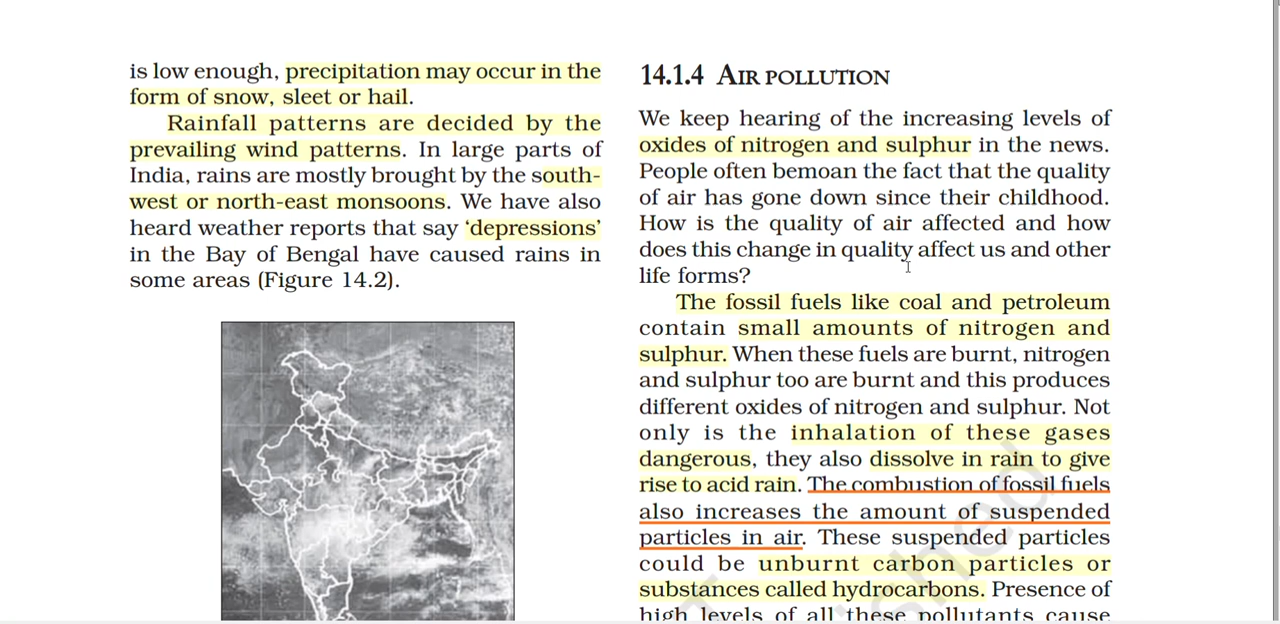 is low enough, precipitation may occur in the
form of snow, sleet or hail.
Rainfall patterns are decided by the
prevailing wind patterns. In large parts of
India, rains are mostly brought by the south-
west or north-east monsoons. We have also
heard weather reports that say ‘depressions’
in the Bay of Bengal have caused rains in
some areas (Figure 14.2).
14.1.4 AIR POLLUTION
We keep hearing of the increasing levels of
oxides of nitrogen and sulphur in the news.
People often bemoan the fact that the quality
of air has gone down since their childhood.
How is the quality of air affected and how
does this change in quality affect us and other
life forms?
The fossil fuels like coal and petroleum
contain small amounts of nitrogen and
sulphur. When these fuels are burnt, nitrogen
and sulphur too are burnt and this produces
different oxides of nitrogen and sulphur. Not
only is the inhalation of these gases
dangerous, they also dissolve in rain to give
rise to acid rain. The combustion of fossil fuels
also increases the amount of suspended
particles in air. These suspended particles
could be unburnt carbon particles or
substances called hydrocarbons. Presence of
high levels of all these pollutants cause